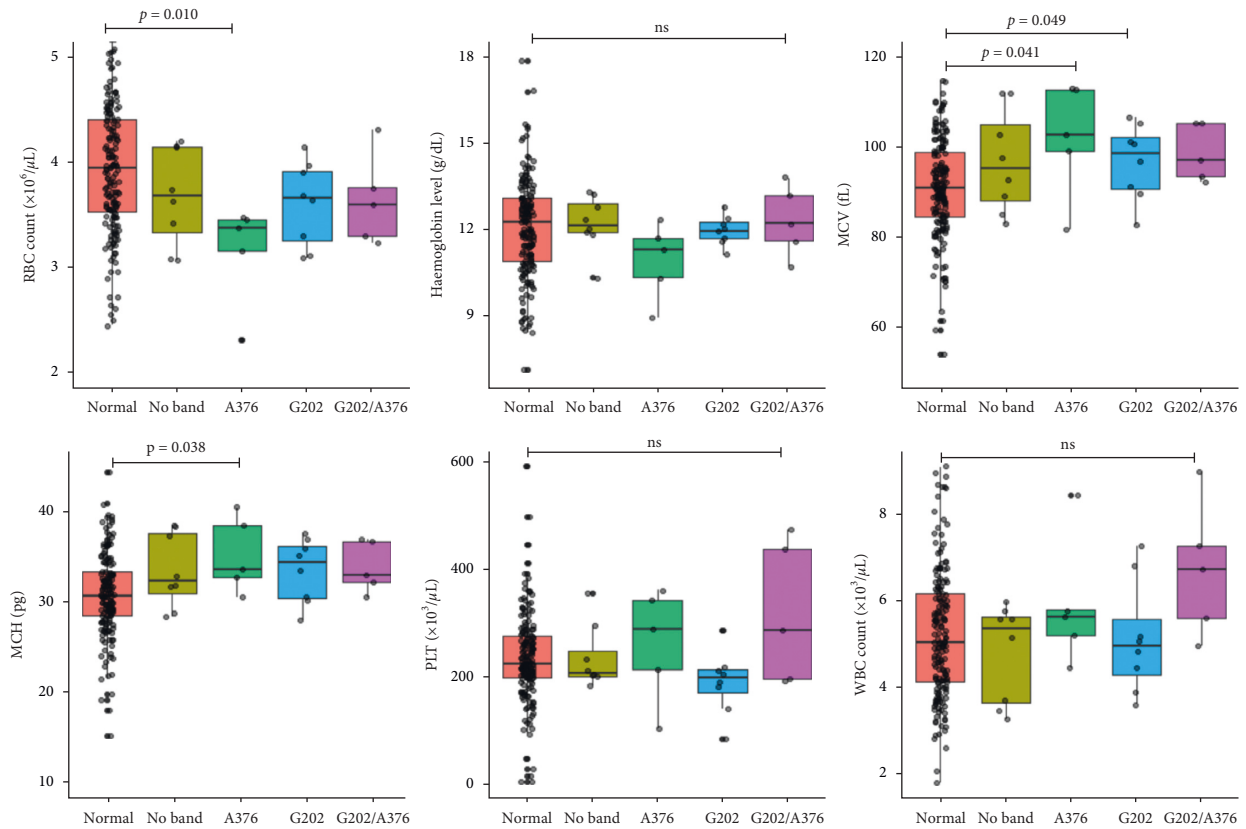 p = 0.010
5
4
3
2
RBC count (×10⁶/μL)
Normal No band A376 G202 G202/A376
ns
18
15
12
9
Haemoglobin level (g/dL)
Normal No band A376 G202 G202/A376
p = 0.049
p = 0.041
120
100
80
60
MCV (fL)
Normal No band A376 G202 G202/A376
p = 0.038
40
30
20
10
MCH (pg)
Normal No band A376 G202 G202/A376
ns
600
400
200
0
PLT (×10³/μL)
Normal No band A376 G202 G202/A376
ns
8
6
4
2
WBC count (×10³/μL)
Normal No band A376 G202 G202/A376